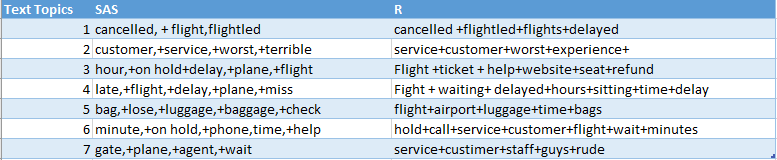 Text Topics SAS R
1 cancelled, + flight,flightled cancelled +flightled+flights+delayed
2 customer,+service,+worst,+terrible service+customer+worst+experience+
3 hour,+on hold+delay,+plane,+flight Flight +ticket + help+website+seat+refund
4 late,+flight,+delay,+plane,+miss Fight + waiting+ delayed+hours+sitting+time+delay
5 bag,+lose,+luggage,+baggage,+check flight+airport+luggage+time+bags
6 minute,+on hold,+phone,time,+help hold+call+service+customer+flight+wait+minutes
7 gate,+plane,+agent,+wait service+custimer+staff+guys+rude